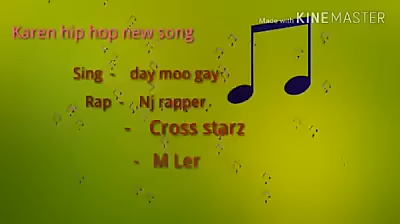 Made with KINEMASTER
Karen hip hop new song
Sing - day moo gay
Rap - Nj rapper
- Cross starz
- M Ler